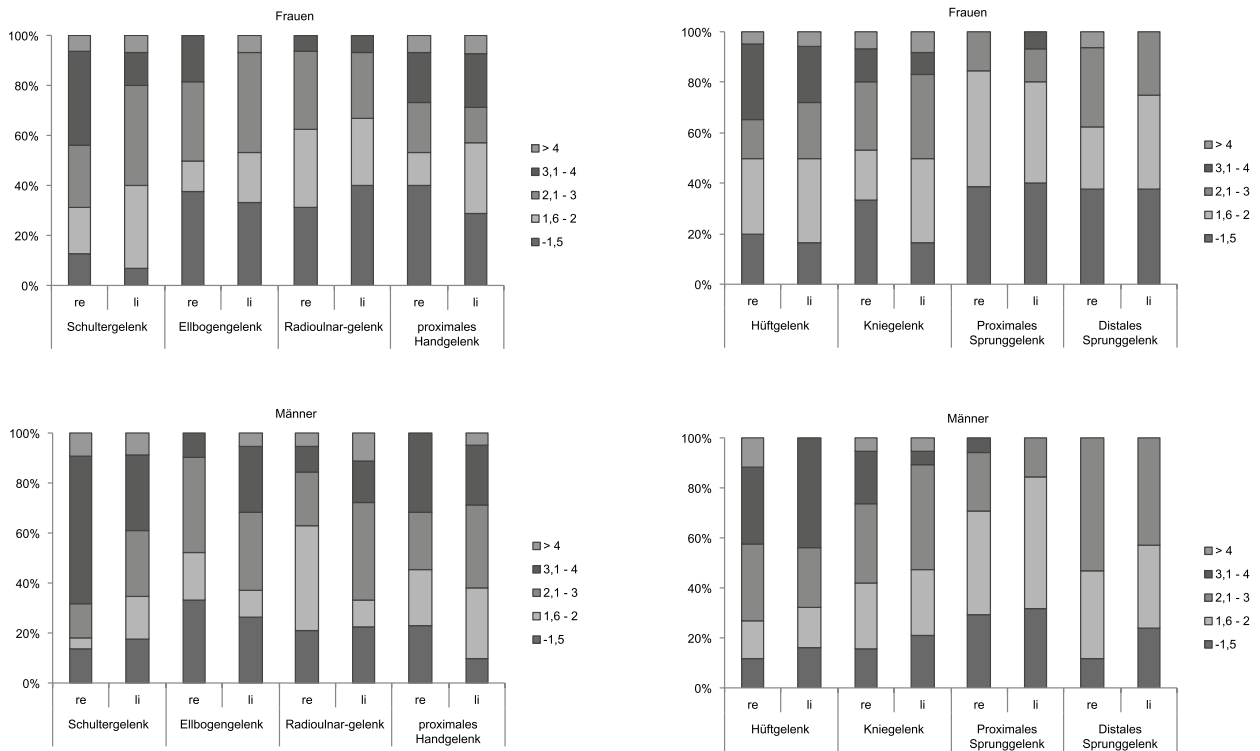 Frauen
100%
80%
60%
40%
20%
0%
re li re li re li re li
Schultergelenk Ellbogengelenk Radioulnar-gelenk proximales
Handgelenk
> 4
3,1 - 4
2,1 - 3
1,6 - 2
-1,5
Frauen
100%
80%
60%
40%
20%
0%
re li re li re li re li
Hüftgelenk Kniegelenk Proximales Distales
Sprunggelenk Sprunggelenk
> 4
3,1 - 4
2,1 - 3
1,6 - 2
-1,5
Männer
100%
80%
60%
40%
20%
0%
re li re li re li re li
Schultergelenk Ellbogengelenk Radioulnar-gelenk proximales
Handgelenk
> 4
3,1 - 4
2,1 - 3
1,6 - 2
-1,5
Männer
100%
80%
60%
40%
20%
0%
re li re li re li re li
Hüftgelenk Kniegelenk Proximales Distales
Sprunggelenk Sprunggelenk
> 4
3,1 - 4
2,1 - 3
1,6 - 2
-1,5